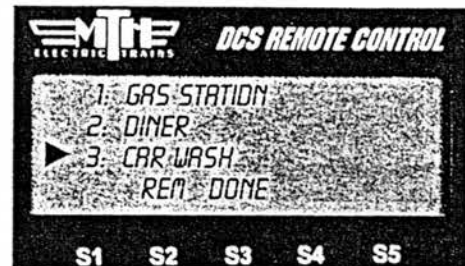 MTH
ELECTRIC TRAINS
DCS REMOTE CONTROL
1: GAS STATION
2: DINER
3: CAR WASH
REM DONE
S1 S2 S3 S4 S5